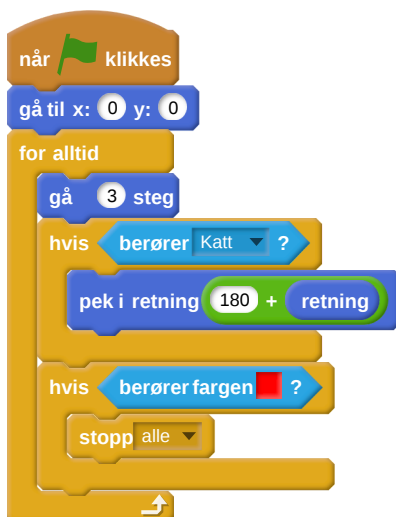 når klikkes
gå til x: 0 y: 0
for alltid
gå 3 steg
hvis berører Katt ?
pek i retning 180 + retning
hvis berører fargen ?
stopp alle